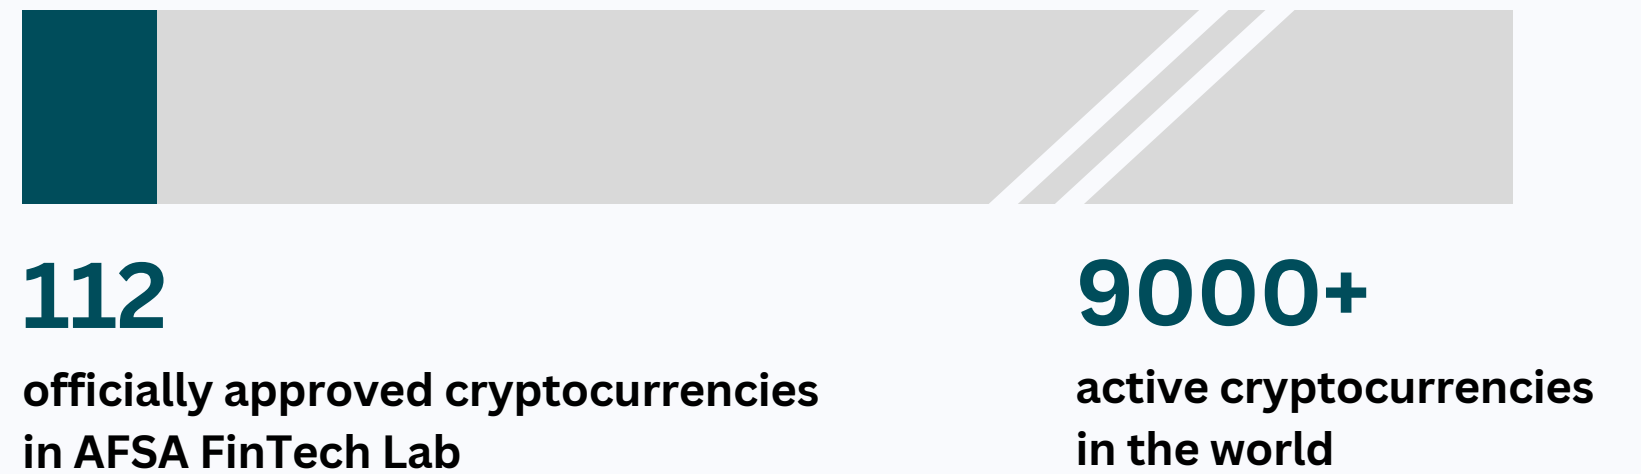 112
officially approved cryptocurrencies
in AFSA FinTech Lab
9000+
active cryptocurrencies
in the world